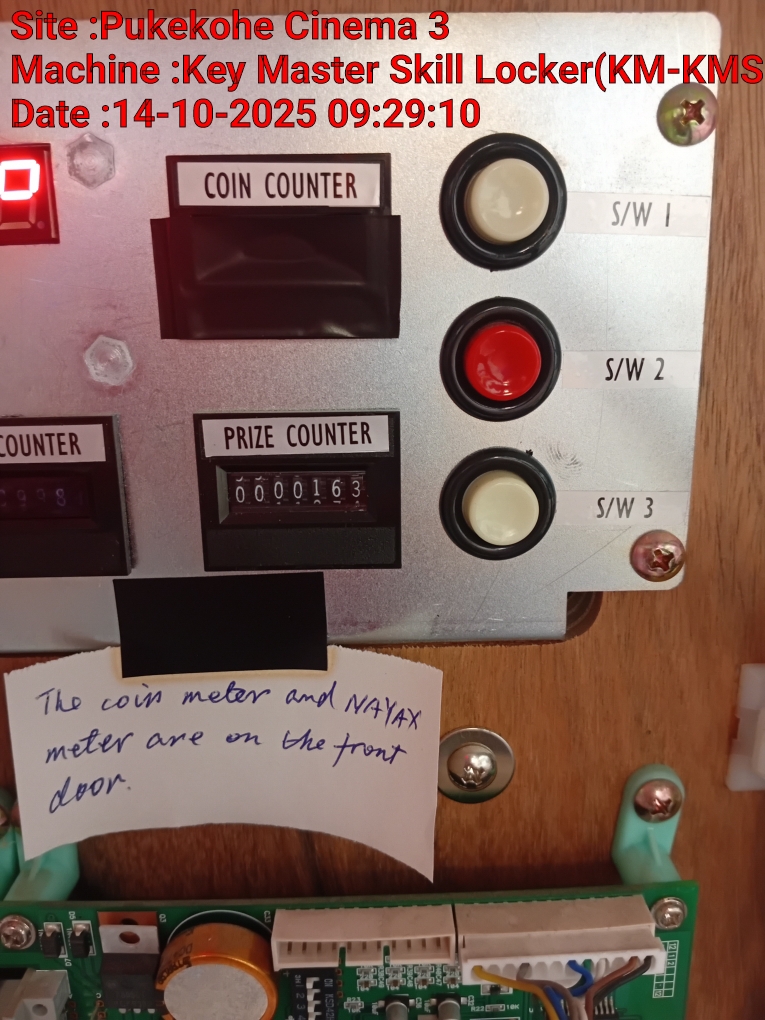 Site :Pukekohe Cinema 3
Machine :Key Master Skill Locker(KM-KMS
Date :14-10-2025 09:29:10
COIN COUNTER
S/W 1
S/W 2
COUNTER
PRIZE COUNTER
0000163
S/W 3
The coin meter and NAYAX
meter are on the front
door.